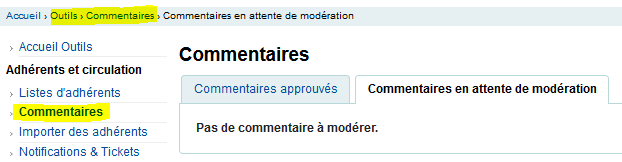 Accueil › Outils › Commentaires › Commentaires en attente de modération
› Accueil Outils
Adhérents et circulation
› Listes d'adhérents
› Commentaires
› Importer des adhérents
› Notifications & Tickets
Commentaires
Commentaires approuvés
Commentaires en attente de modération
Pas de commentaire à modérer.